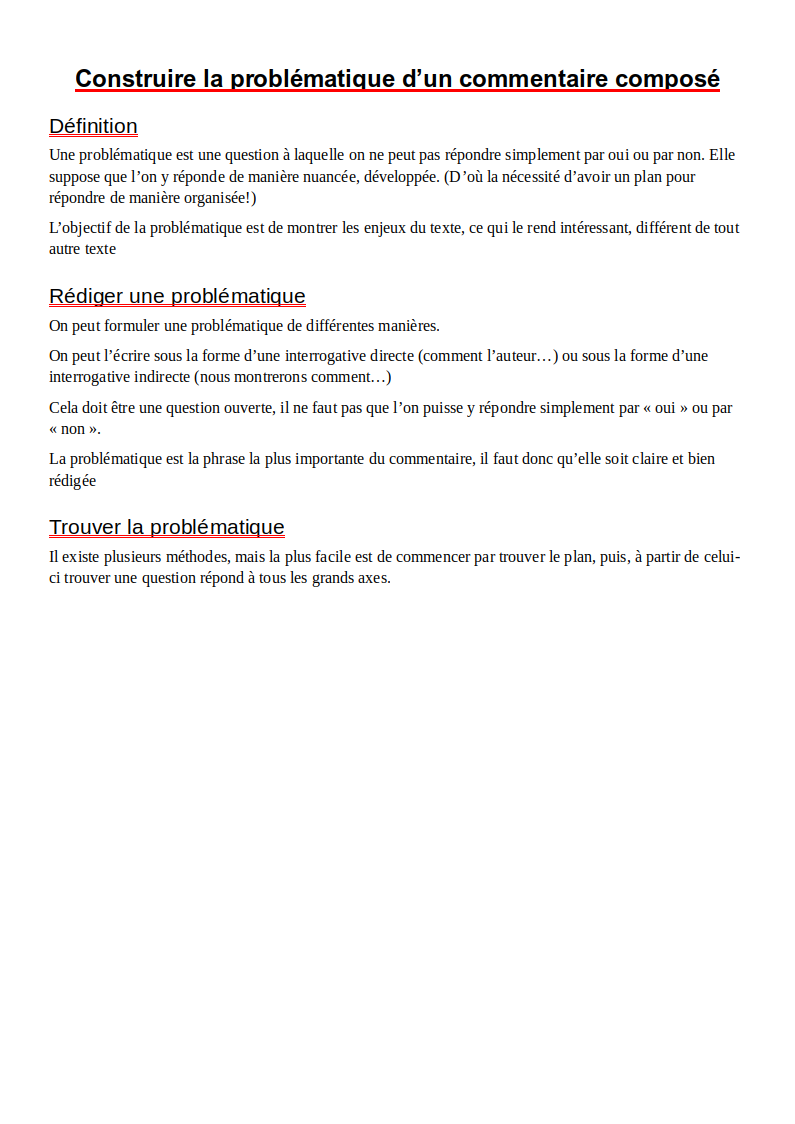 Construire la problématique d’un commentaire composé
Définition
Une problématique est une question à laquelle on ne peut pas répondre simplement par oui ou par non. Elle
suppose que l’on y réponde de manière nuancée, développée. (D’où la nécessité d’avoir un plan pour
répondre de manière organisée!)
L’objectif de la problématique est de montrer les enjeux du texte, ce qui le rend intéressant, différent de tout
autre texte
Rédiger une problématique
On peut formuler une problématique de différentes manières.
On peut l’écrire sous la forme d’une interrogative directe (comment l’auteur…) ou sous la forme d’une
interrogative indirecte (nous montrerons comment…)
Cela doit être une question ouverte, il ne faut pas que l’on puisse y répondre simplement par « oui » ou par
« non ».
La problématique est la phrase la plus importante du commentaire, il faut donc qu’elle soit claire et bien
rédigée
Trouver la problématique
Il existe plusieurs méthodes, mais la plus facile est de commencer par trouver le plan, puis, à partir de celui-
ci trouver une question répond à tous les grands axes.